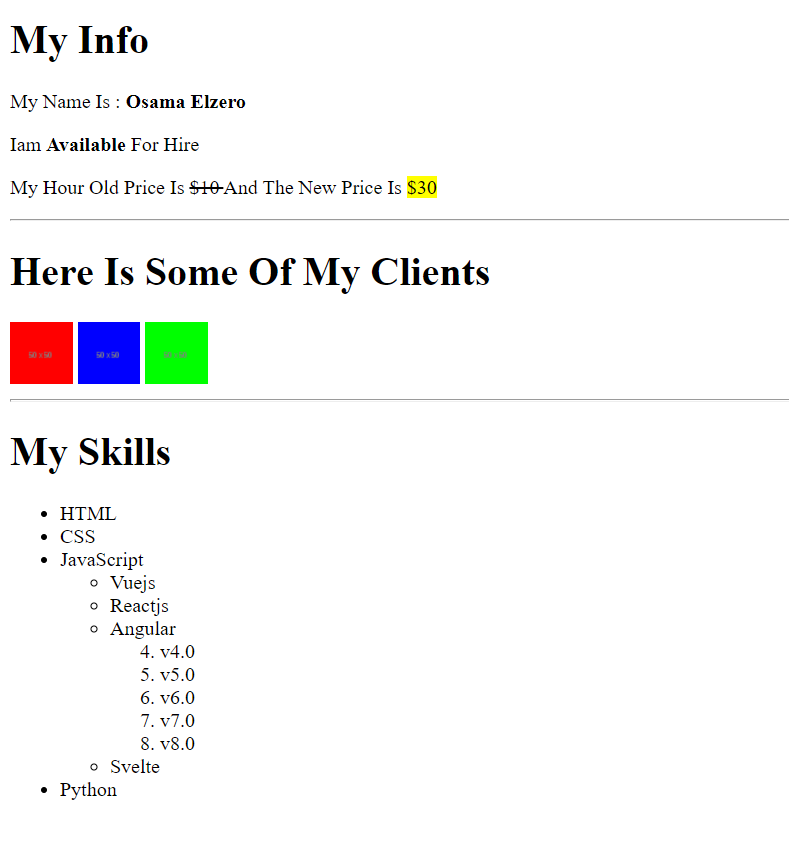 My Info
My Name Is : Osama Elzero
Iam Available For Hire
My Hour Old Price Is $10 And The New Price Is $30
Here Is Some Of My Clients
50 x 50 50 x 50 50 x 50
My Skills
• HTML
• CSS
• JavaScript
◦ Vuejs
◦ Reactjs
◦ Angular
4. v4.0
5. v5.0
6. v6.0
7. v7.0
8. v8.0
◦ Svelte
• Python